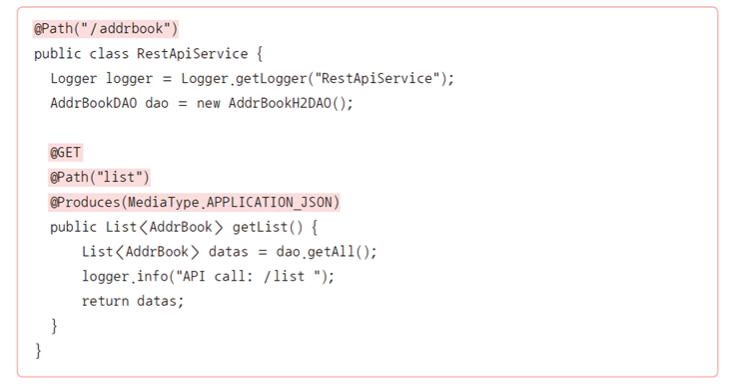 @Path("/addrbook")
public class RestApiService {
Logger logger = Logger.getLogger("RestApiService");
AddrBookDAO dao = new AddrBookH2DAO();
@GET
@Path("list")
@Produces(MediaType.APPLICATION_JSON)
public List<AddrBook> getList() {
List<AddrBook> datas = dao.getAll();
logger.info("API call: /list ");
return datas;
}
}